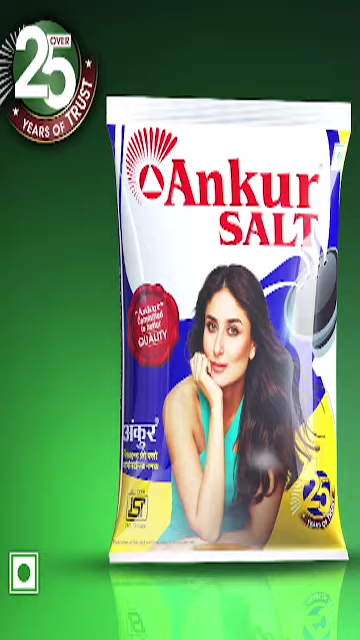 OVER
25
YEARS OF TRUST
Ankur
SALT
"Ankur"
Committed
to better
QUALITY
अंकुर
25
YEARS OF TRUST